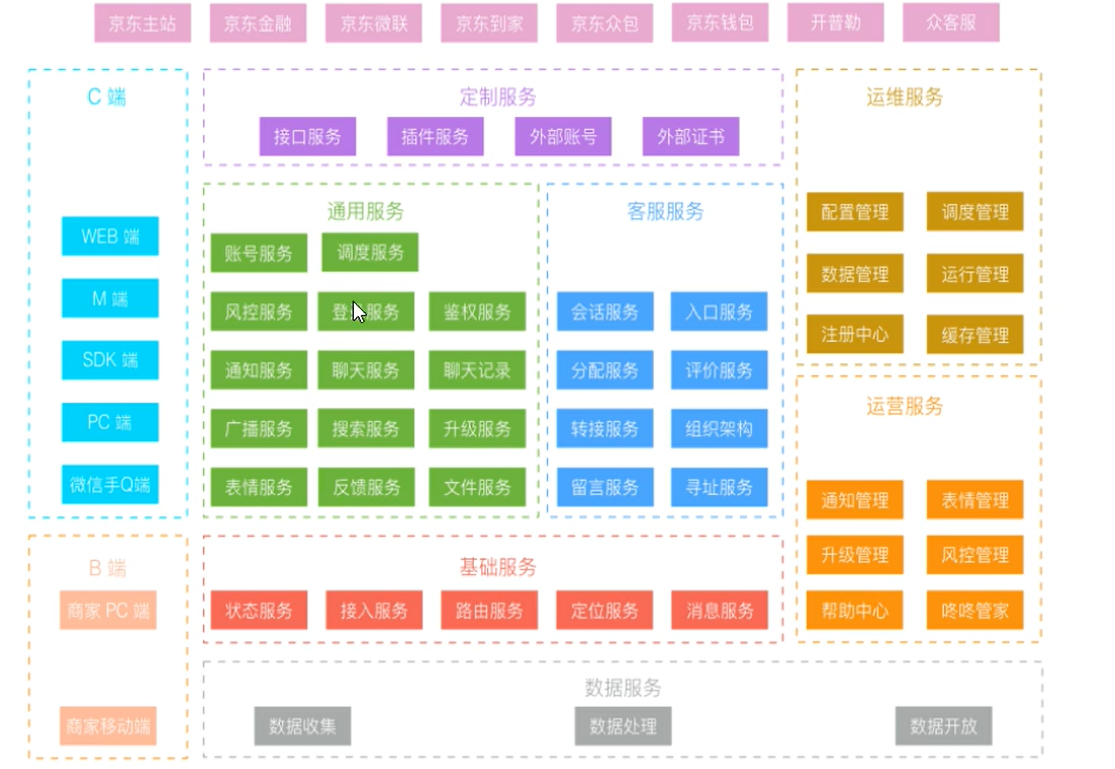 京东主站 京东金融 京东微联 京东到家 京东众包 京东钱包 开普勒 众客服
C 端
WEB 端
M 端
SDK 端
PC 端
微信手Q端
B 端
商家 PC 端
商家移动端
定制服务
接口服务 插件服务 外部账号 外部证书
通用服务
账号服务 调度服务
风控服务 登 服务 鉴权服务
通知服务 聊天服务 聊天记录
广播服务 搜索服务 升级服务
表情服务 反馈服务 文件服务
客服服务
会话服务 入口服务
分配服务 评价服务
转接服务 组织架构
留言服务 寻址服务
基础服务
状态服务 接入服务 路由服务 定位服务 消息服务
运维服务
配置管理 调度管理
数据管理 运行管理
注册中心 缓存管理
运营服务
通知管理 表情管理
升级管理 风控管理
帮助中心 咚咚管家
数据服务
数据收集 数据处理 数据开放